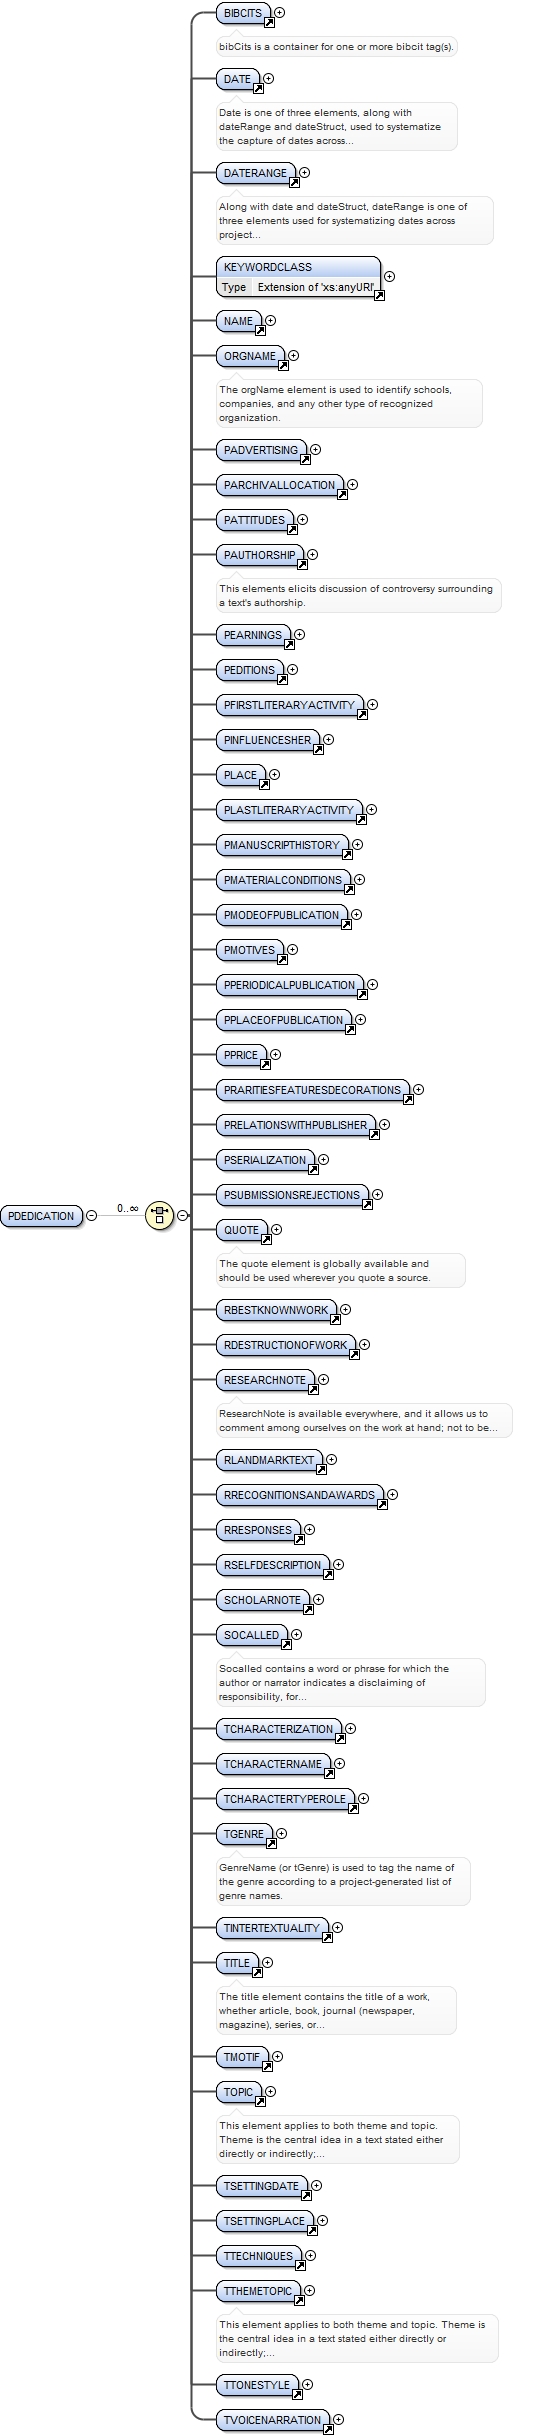 BIBCITS
bibCits is a container for one or more bibcit tag(s).
DATE
Date is one of three elements, along with
dateRange and dateStruct, used to systematize
the capture of dates across...
DATERANGE
Along with date and dateStruct, dateRange is one of
three elements used for systematizing dates across
project...
KEYWORDCLASS
Type Extension of 'xs:anyURI'
NAME
ORGNAME
The orgName element is used to identify schools,
companies, and any other type of recognized
organization.
PADVERTISING
PARCHIVALLOCATION
PATTITUDES
PAUTHORSHIP
This elements elicits discussion of controversy surrounding
a text's authorship.
PEARNINGS
PEDITIONS
PFIRSTLITERARYACTIVITY
PINFLUENCESHER
PLACE
PLASTLITERARYACTIVITY
PMANUSCRIPTHISTORY
PMATERIALCONDITIONS
PMODEOFPUBLICATION
PMOTIVES
PPERIODICALPUBLICATION
PPLACEOFPUBLICATION
PPRICE
PRARITIESFEATURESDECORATIONS
PRELATIONSWITHPUBLISHER
PSERIALIZATION
PSUBMISSIONSREJECTIONS
PDEDICATION 0..∞
QUOTE
The quote element is globally available and
should be used wherever you quote a source.
RBESTKNOWNWORK
RDESTRUCTIONOFWORK
RESEARCHNOTE
ResearchNote is available everywhere, and it allows us to
comment among ourselves on the work at hand; not to be...
RLANDMARKTEXT
RRECOGNITIONSANDAWARDS
RRESPONSES
RSELFDESCRIPTION
SCHOLARNOTE
SOCALLED
Socalled contains a word or phrase for which the
author or narrator indicates a disclaiming of
responsibility, for...
TCHARACTERIZATION
TCHARACTERNAME
TCHARACTERTYPEROLE
TGENRE
GenreName (or tGenre) is used to tag the name of
the genre according to a project-generated list of
genre names.
TINTERTEXTUALITY
TITLE
The title element contains the title of a work,
whether article, book, journal (newspaper,
magazine), series, or...
TMOTIF
TOPIC
This element applies to both theme and topic.
Theme is the central idea in a text stated either
directly or indirectly;...
TSETTINGDATE
TSETTINGPLACE
TTECHNIQUES
TTHEMETOPIC
This element applies to both theme and topic. Theme is
the central idea in a text stated either directly or
indirectly;...
TTONESTYLE
TVOICENARRATION